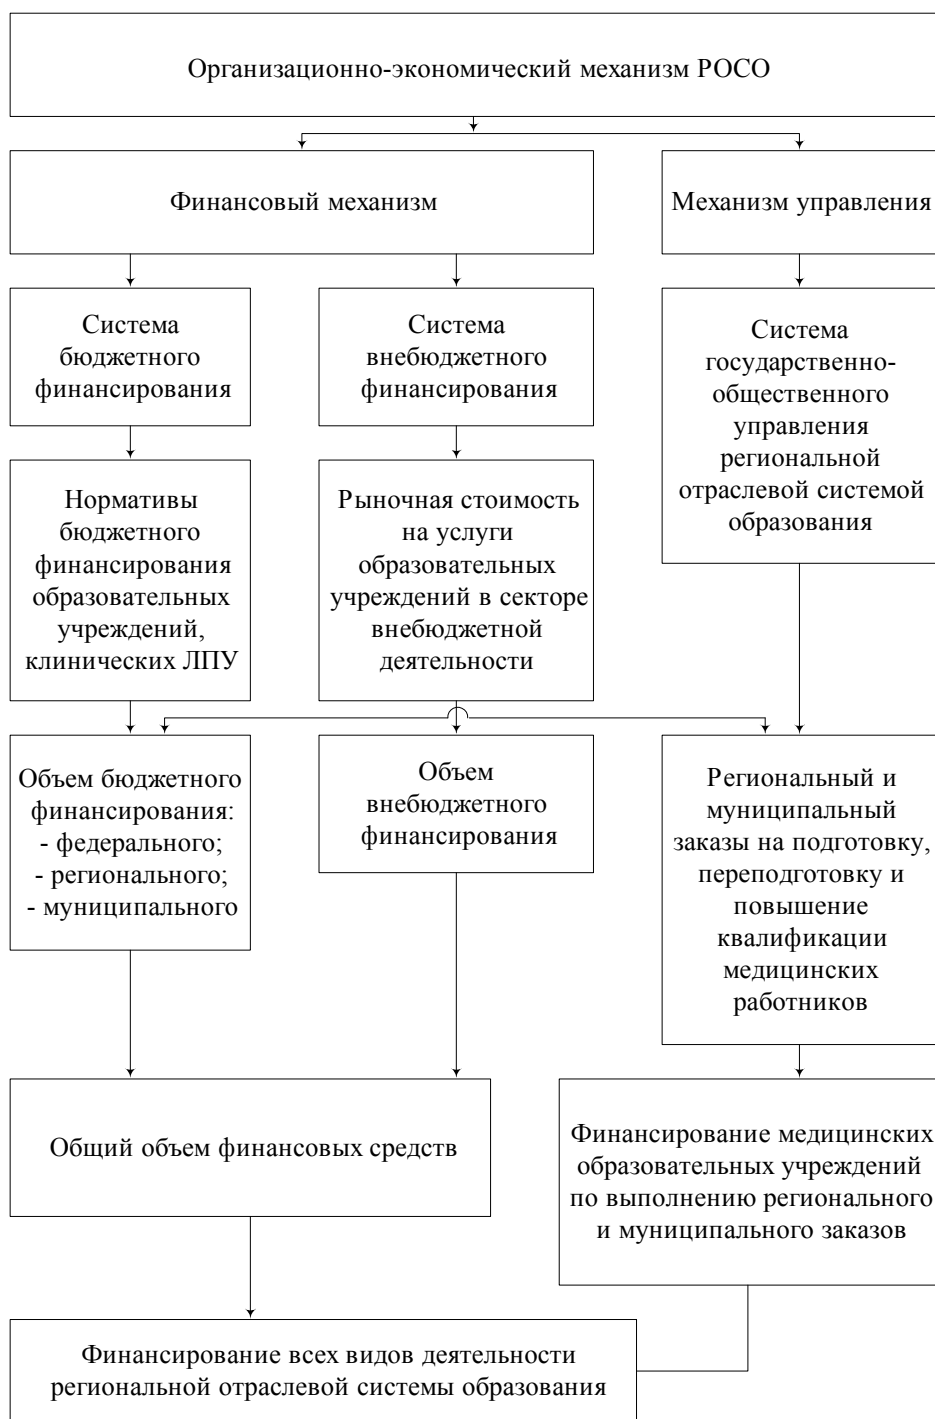 Организационно-экономический механизм РОСО
Финансовый механизм
Механизм управления
Система
бюджетного
финансирования
Система
внебюджетного
финансирования
Система
государственно-
общественного
управления
региональной
отраслевой системой
образования
Нормативы
бюджетного
финансирования
образовательных
учреждений,
клинических ЛПУ
Рыночная стоимость
на услуги
образовательных
учреждений в секторе
внебюджетной
деятельности
Объем бюджетного
финансирования:
- федерального;
- регионального;
- муниципального
Объем
внебюджетного
финансирования
Региональный и
муниципальный
заказы на подготовку,
переподготовку и
повышение
квалификации
медицинских
работников
Общий объем финансовых средств
Финансирование медицинских
образовательных учреждений
по выполнению регионального
и муниципального заказов
Финансирование всех видов деятельности
региональной отраслевой системы образования